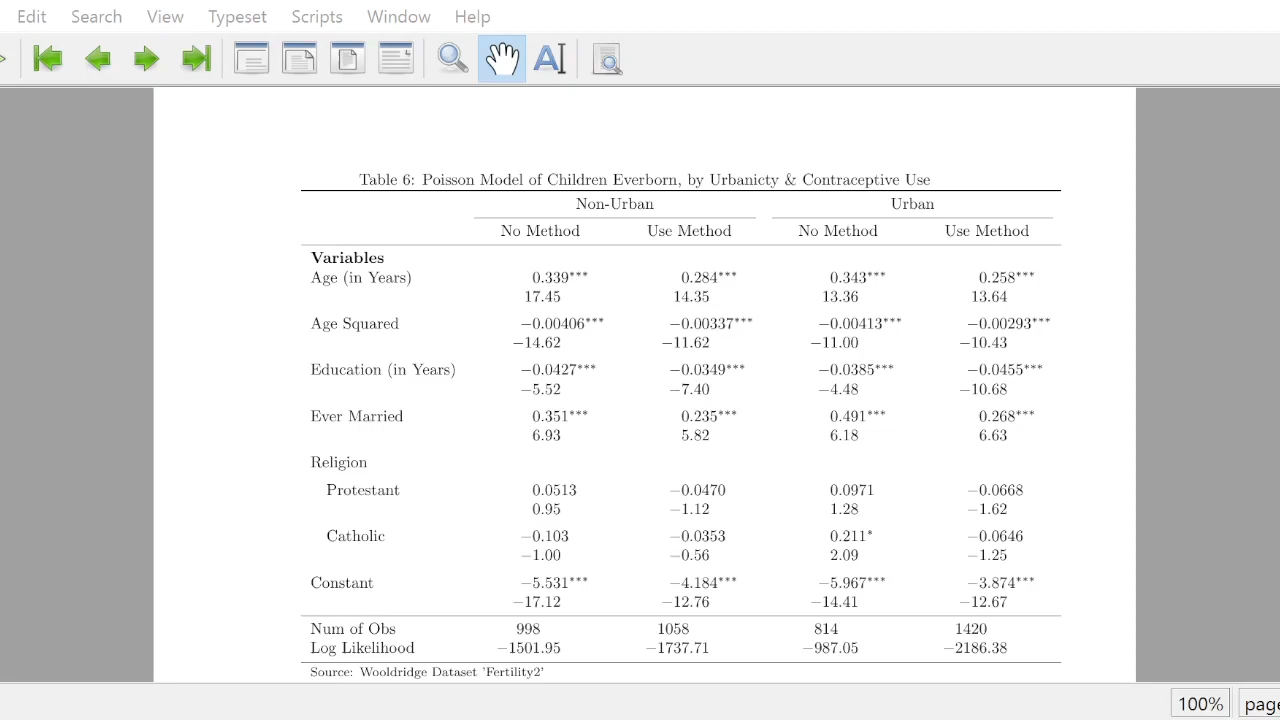 Edit Search View Typeset Scripts Window Help
Table 6: Poisson Model of Children Everborn, by Urbanicty & Contraceptive Use
Non-Urban Urban
No Method Use Method No Method Use Method
Variables
Age (in Years) 0.339*** 0.284*** 0.343*** 0.258***
17.45 14.35 13.36 13.64
Age Squared −0.00406*** −0.00337*** −0.00413*** −0.00293***
−14.62 −11.62 −11.00 −10.43
Education (in Years) −0.0427*** −0.0349*** −0.0385*** −0.0455***
−5.52 −7.40 −4.48 −10.68
Ever Married 0.351*** 0.235*** 0.491*** 0.268***
6.93 5.82 6.18 6.63
Religion
Protestant 0.0513 −0.0470 0.0971 −0.0668
0.95 −1.12 1.28 −1.62
Catholic −0.103 −0.0353 0.211* −0.0646
−1.00 −0.56 2.09 −1.25
Constant −5.531*** −4.184*** −5.967*** −3.874***
−17.12 −12.76 −14.41 −12.67
Num of Obs 998 1058 814 1420
Log Likelihood −1501.95 −1737.71 −987.05 −2186.38
Source: Wooldridge Dataset 'Fertility2'
100% page